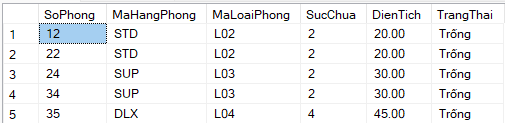 SoPhong MaHangPhong MaLoaiPhong SucChua DienTich TrangThai
1 12 STD L02 2 20.00 Trống
2 22 STD L02 2 20.00 Trống
3 24 SUP L03 2 30.00 Trống
4 34 SUP L03 2 30.00 Trống
5 35 DLX L04 4 45.00 Trống